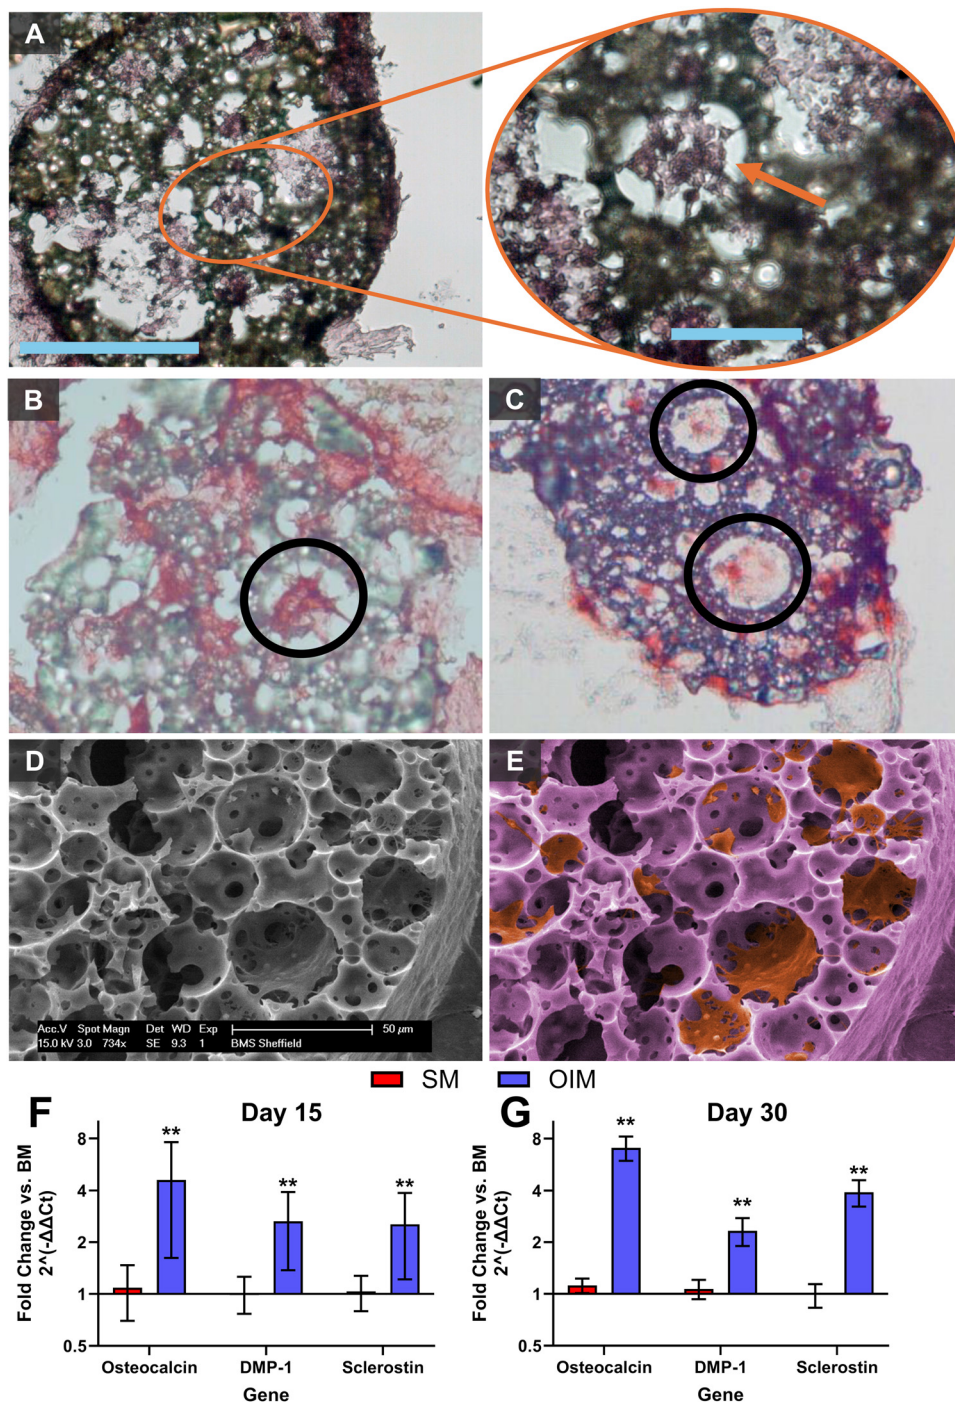 A
B
C
D
E
Acc.V Spot Magn Det WD Exp 50 µm
15.0 kV 3.0 734x SE 9.3 1 BMS Sheffield
SM OIM
F Day 15
Fold Change vs. BM
2^(-ΔΔCt)
8
4
2
1
0.5
** ** **
Osteocalcin DMP-1 Sclerostin
Gene
G Day 30
Fold Change vs. BM
2^(-ΔΔCt)
8
4
2
1
0.5
** ** **
Osteocalcin DMP-1 Sclerostin
Gene